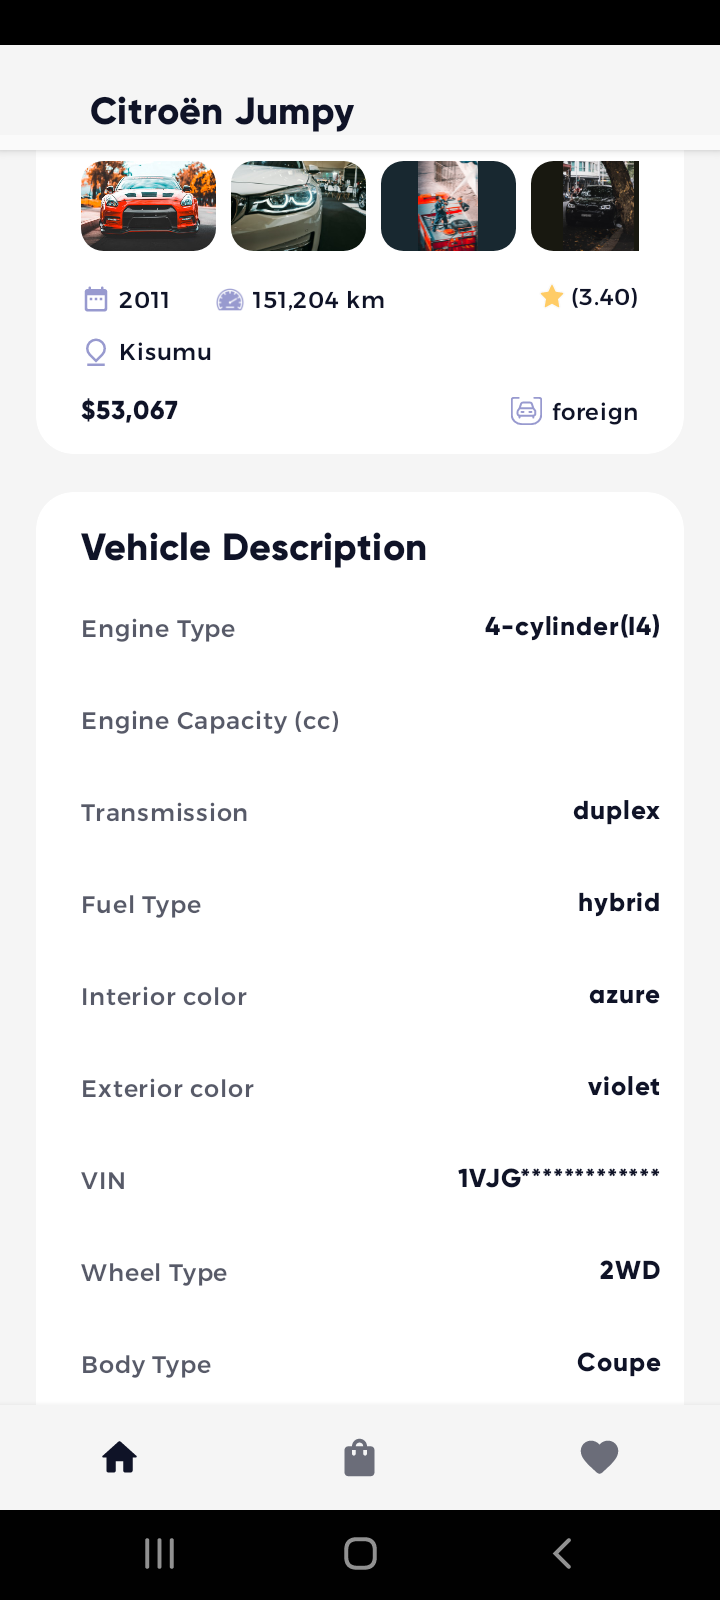 Citroën Jumpy
2011 151,204 km (3.40)
Kisumu
$53,067 foreign
Vehicle Description
Engine Type 4-cylinder(I4)
Engine Capacity (cc)
Transmission duplex
Fuel Type hybrid
Interior color azure
Exterior color violet
VIN 1VJG*************
Wheel Type 2WD
Body Type Coupe